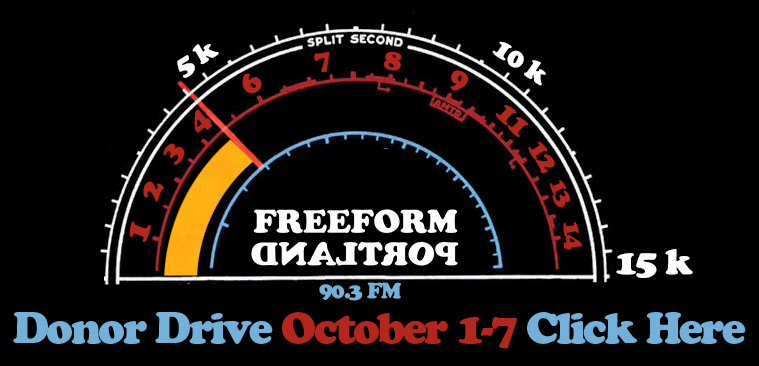 SPLIT SECOND
5 k
10 k
15 k
1 2 3 4 6 7 8 9 11 12 13 14
AMTR
FREEFORM
PORTLAND
90.3 FM
Donor Drive October 1-7 Click Here